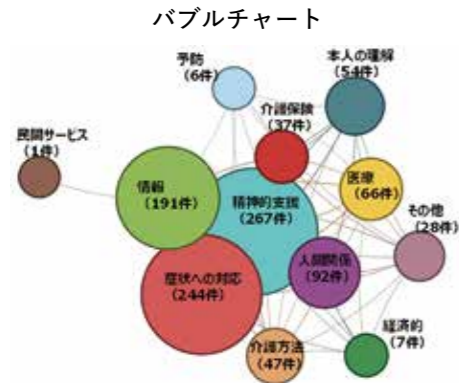 バブルチャート
予防
(6件)
本人の理解
(54件)
介護保険
(37件)
民間サービス
(1件)
情報
(191件)
精神的支援
(267件)
医療
(66件)
その他
(28件)
症状への対応
(244件)
人間関係
(92件)
経済的
(7件)
介護方法
(47件)